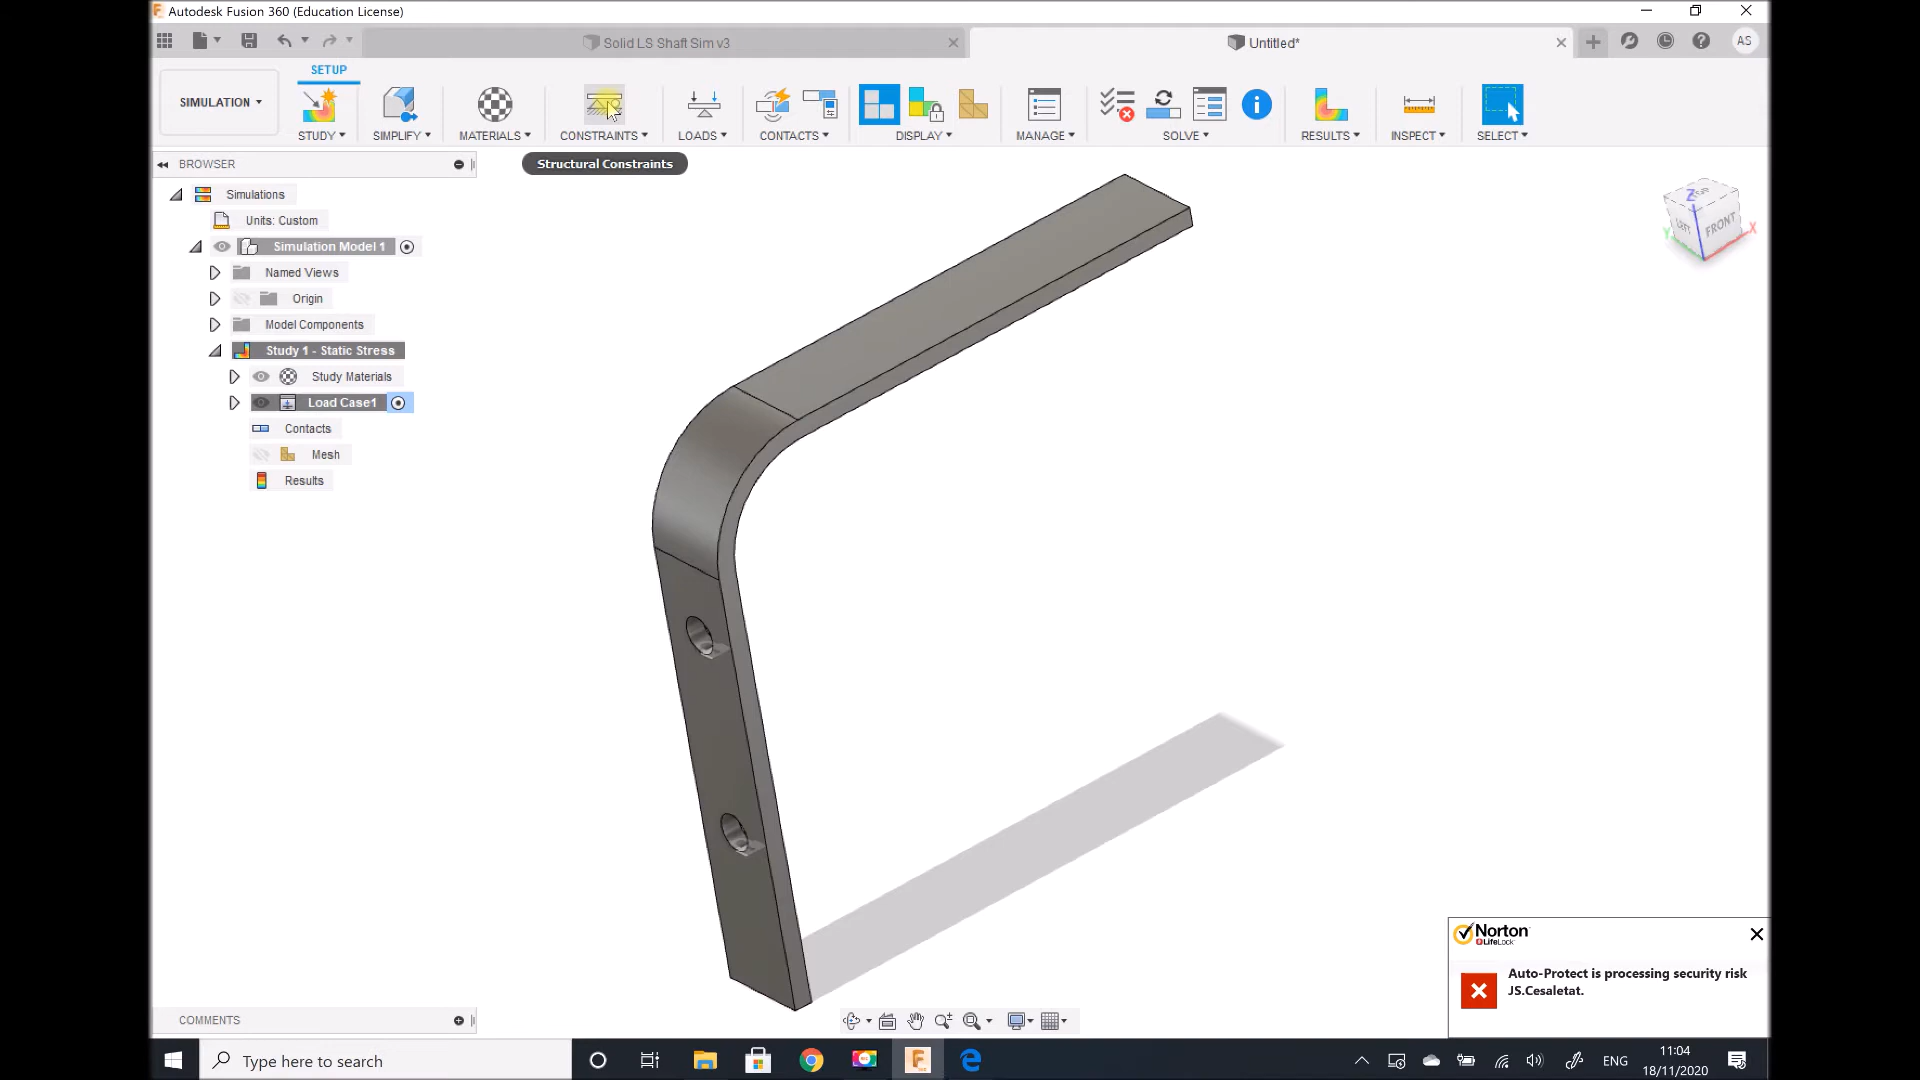 Autodesk Fusion 360 (Education License)
Solid LS Shaft Sim v3
Untitled*
AS
SETUP
SIMULATION
STUDY
SIMPLIFY
MATERIALS
CONSTRAINTS
LOADS
CONTACTS
DISPLAY
MANAGE
SOLVE
RESULTS
INSPECT
SELECT
BROWSER
Structural Constraints
Simulations
Units: Custom
Simulation Model 1
Named Views
Origin
Model Components
Study 1 - Static Stress
Study Materials
Load Case1
Contacts
Mesh
Results
TOP
Z
LEFT
FRONT
X
Y
Norton
LifeLock
Auto-Protect is processing security risk
JS.Cesaletat.
COMMENTS
Type here to search
ENG
11:04
18/11/2020